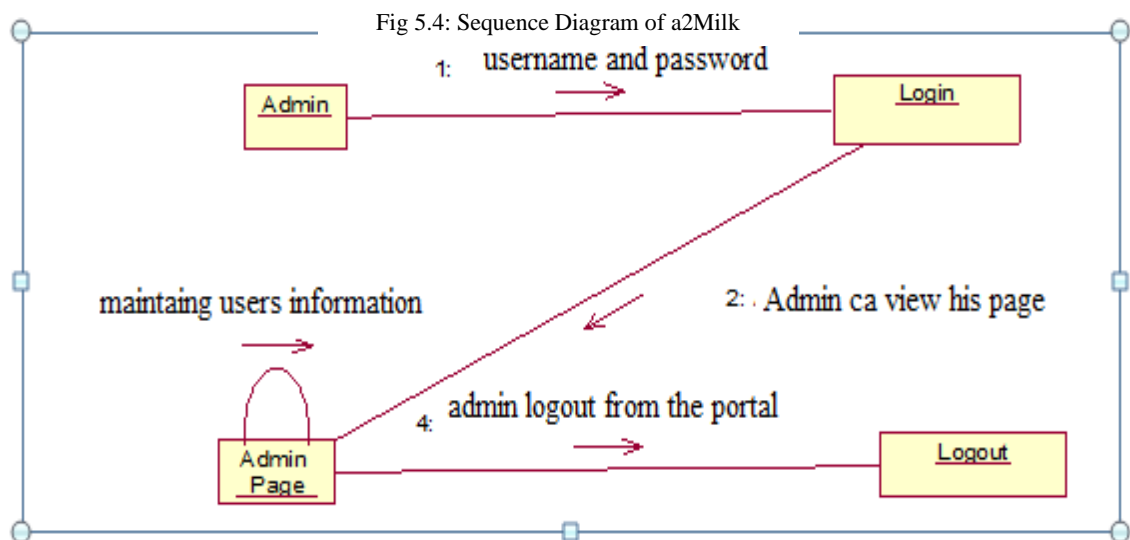 Fig 5.4: Sequence Diagram of a2Milk
1: username and password
Admin
Login
maintaing users information
2: . Admin ca view his page
4: admin logout from the portal
Admin
Page
Logout